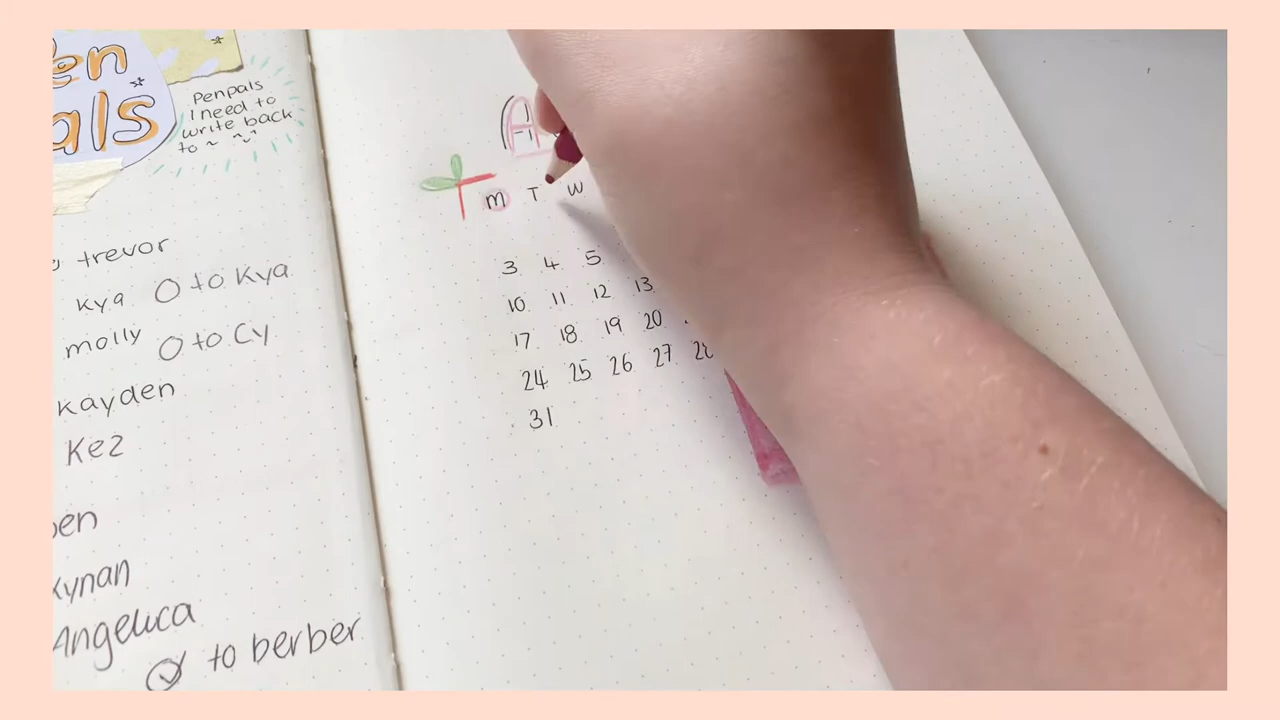 en
als
Penpals
I need to
write back
to ~ ~ ~
trevor
Kya O to Kya
molly O to Cy
Kayden
Kez
en
Kynan
Angelica
to berber
A
M T W
3 4 5
10 11 12 13
17 18 19 20
24 25 26 27 28
31